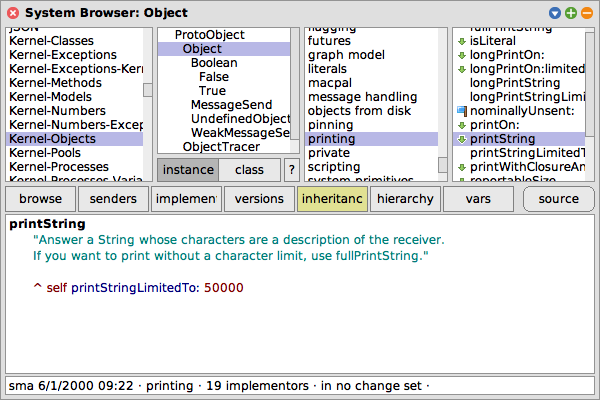 System Browser: Object
JSON
Kernel-Classes
Kernel-Exceptions
Kernel-Exceptions-Kern
Kernel-Methods
Kernel-Models
Kernel-Numbers
Kernel-Numbers-Excep
Kernel-Objects
Kernel-Pools
Kernel-Processes
Kernel-Processes-Varia
ProtoObject
Object
Boolean
False
True
MessageSend
UndefinedObject
WeakMessageSe
ObjectTracer
instance class ?
flagging
futures
graph model
literals
macpal
message handling
objects from disk
pinning
printing
private
scripting
system primitives
fullPrintString
isLiteral
longPrintOn:
longPrintOn:limited
longPrintString
longPrintStringLimi
nominallyUnsent:
printOn:
printString
printStringLimitedT
printWithClosureAn
reportableSize
browse senders implemen versions inheritanc hierarchy vars source
printString
"Answer a String whose characters are a description of the receiver.
If you want to print without a character limit, use fullPrintString."
^ self printStringLimitedTo: 50000
sma 6/1/2000 09:22 · printing · 19 implementors · in no change set ·